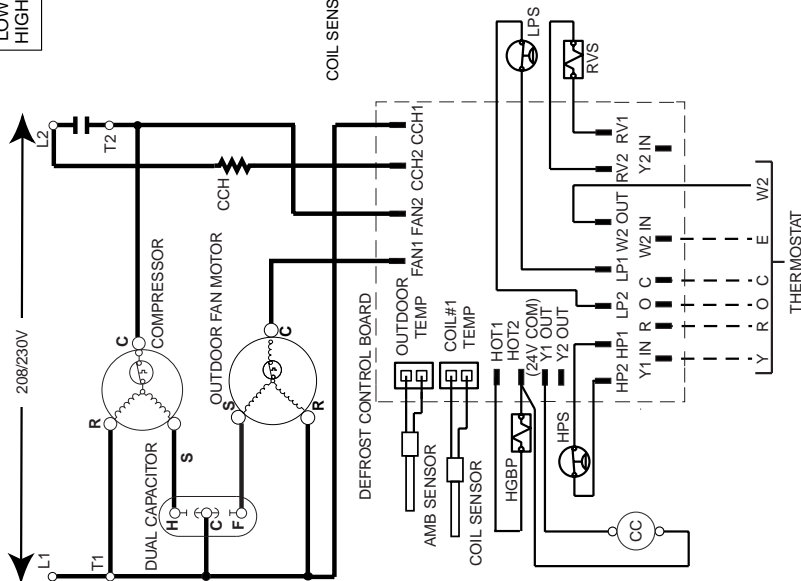 LOW
HIGH
208/230V
L1
L2
T1
T2
COIL SENS
COMPRESSOR
C
R
S
OUTDOOR FAN MOTOR
C
S
R
DUAL CAPACITOR
H
C
F
CCH
DEFROST CONTROL BOARD
FAN1 FAN2 CCH2 CCH1
OUTDOOR
TEMP
COIL#1
TEMP
AMB SENSOR
COIL SENSOR
HOT1
HOT2
(24V COM)
Y1 OUT
Y2 OUT
HGBP
HPS
CC
LPS
RVS
HP2 HP1 LP2 LP1 W2 OUT RV2 RV1
Y1 IN R O C W2 IN Y2 IN
Y R O C E W2
THERMOSTAT